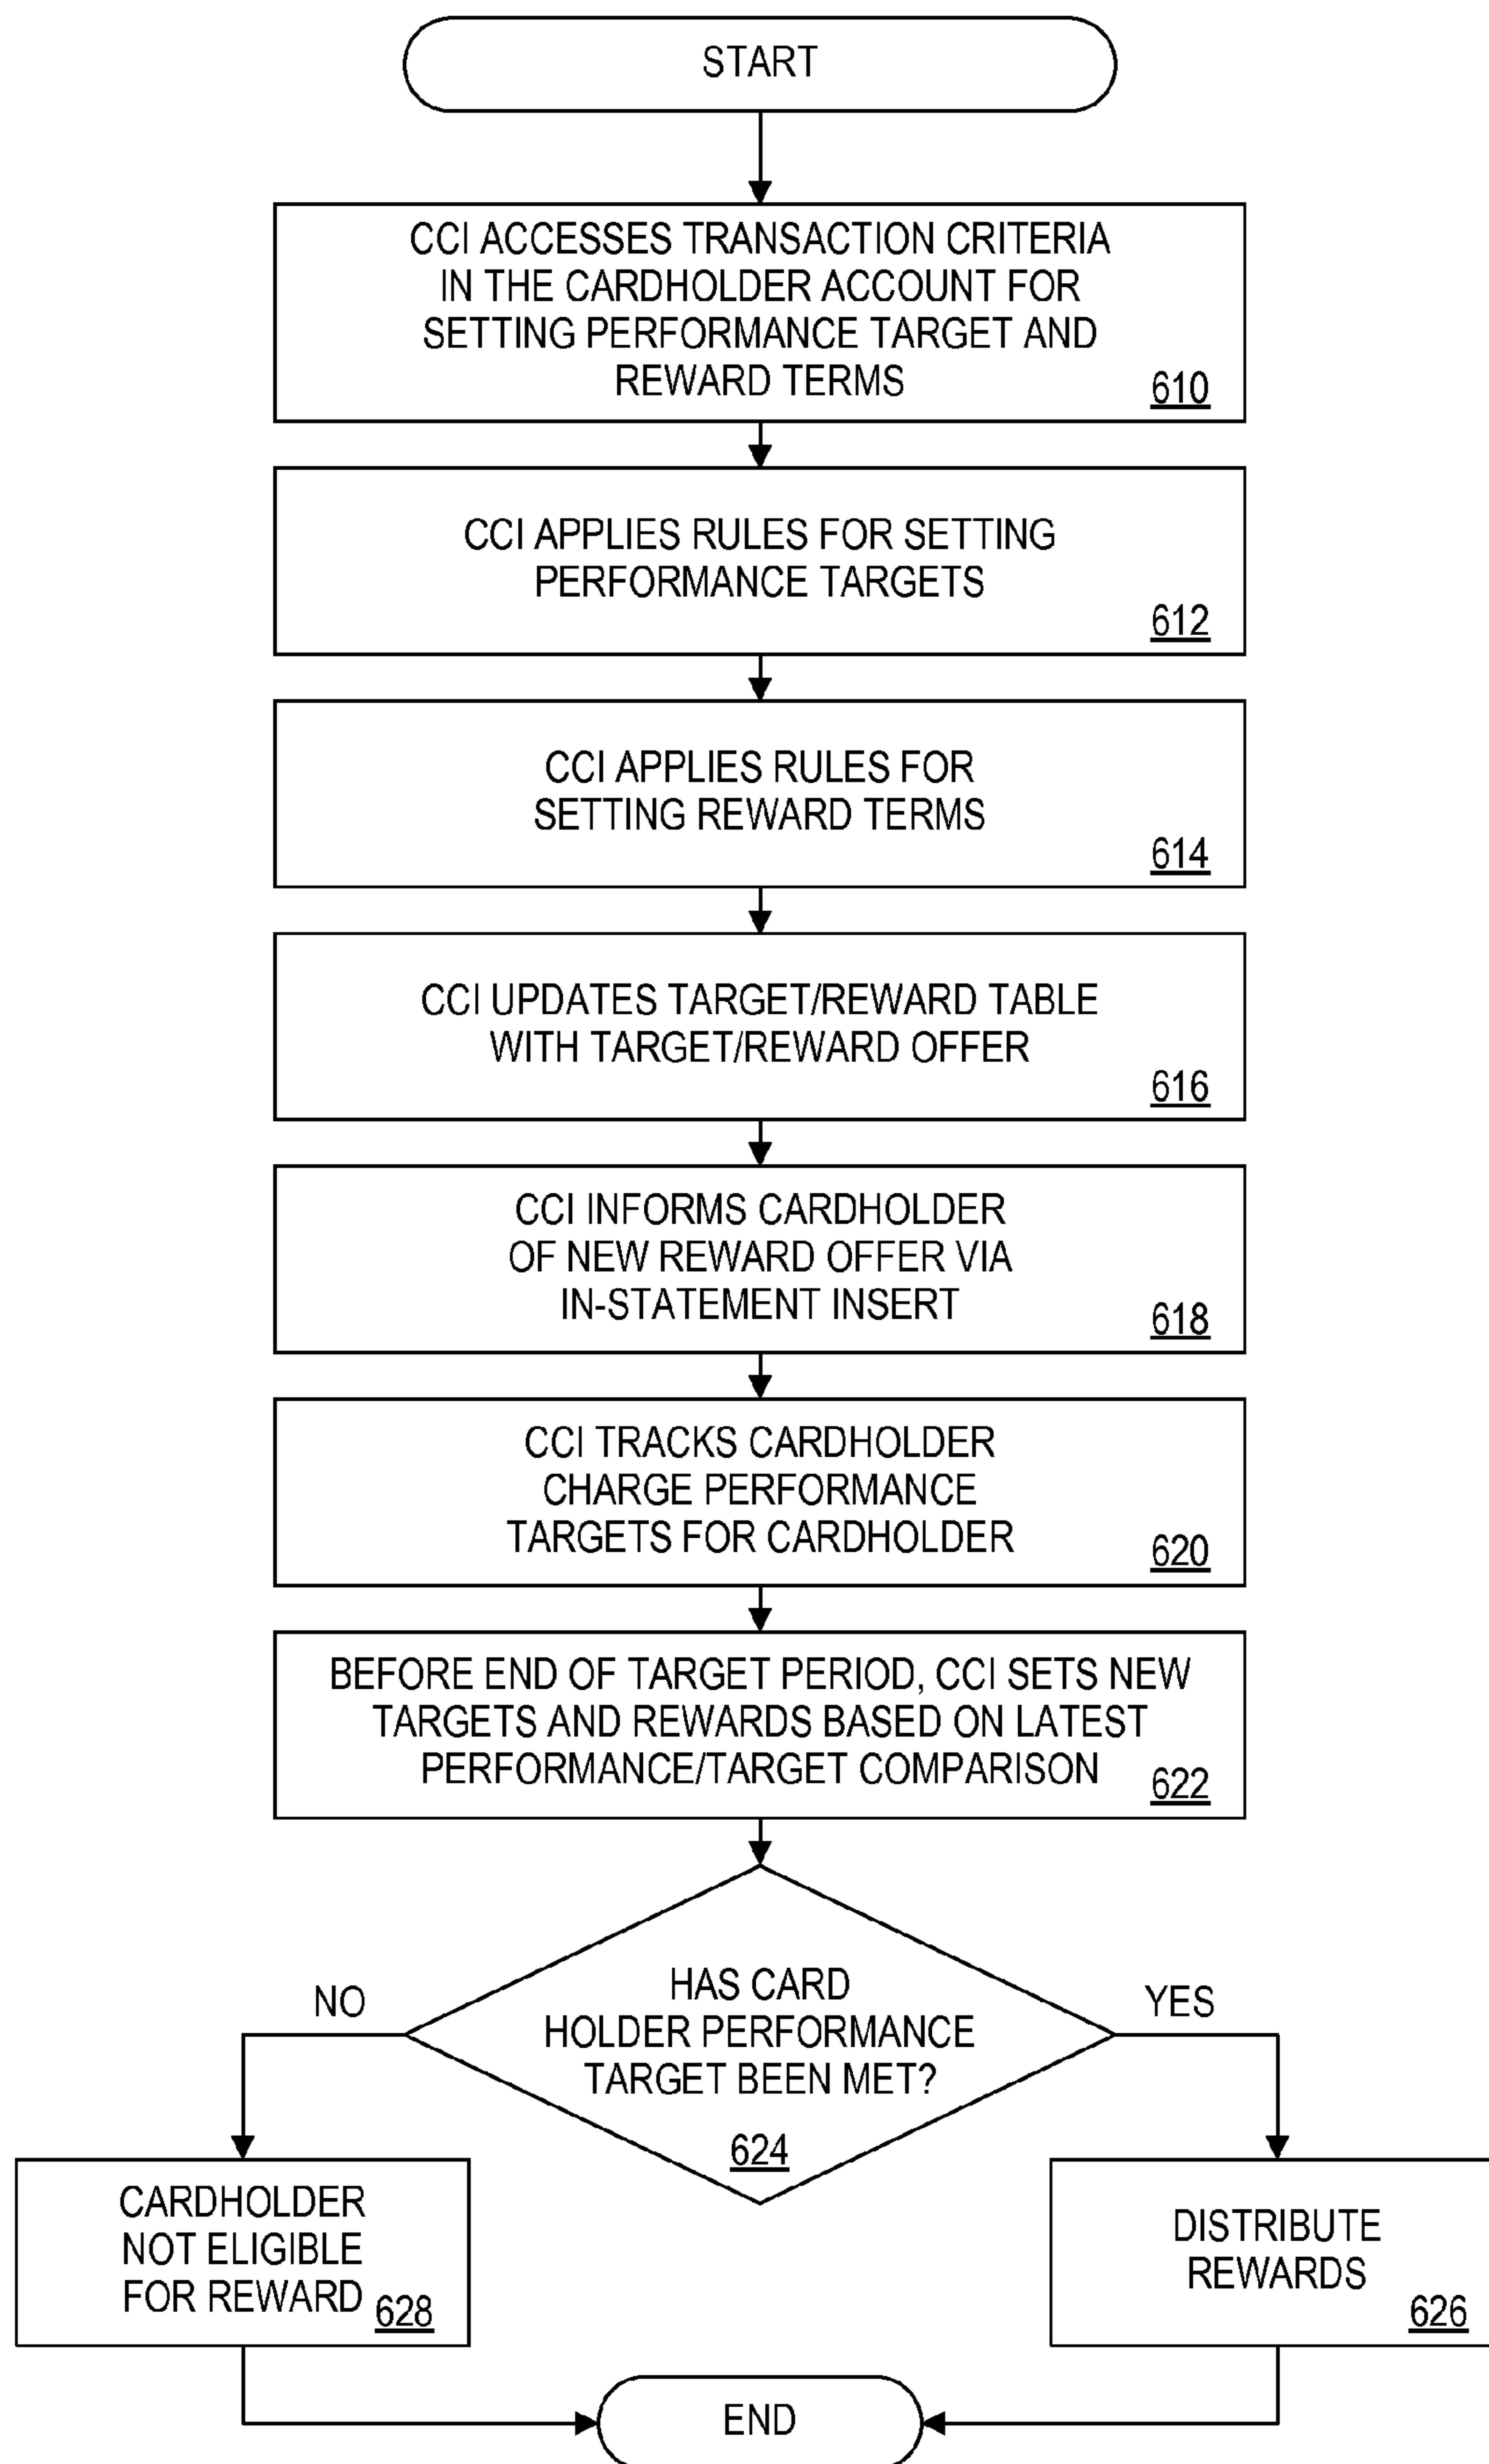 START
CCI ACCESSES TRANSACTION CRITERIA
IN THE CARDHOLDER ACCOUNT FOR
SETTING PERFORMANCE TARGET AND
REWARD TERMS
610
CCI APPLIES RULES FOR SETTING
PERFORMANCE TARGETS
612
CCI APPLIES RULES FOR
SETTING REWARD TERMS
614
CCI UPDATES TARGET/REWARD TABLE
WITH TARGET/REWARD OFFER
616
CCI INFORMS CARDHOLDER
OF NEW REWARD OFFER VIA
IN-STATEMENT INSERT
618
CCI TRACKS CARDHOLDER
CHARGE PERFORMANCE
TARGETS FOR CARDHOLDER
620
BEFORE END OF TARGET PERIOD, CCI SETS NEW
TARGETS AND REWARDS BASED ON LATEST
PERFORMANCE/TARGET COMPARISON
622
HAS CARD
HOLDER PERFORMANCE
TARGET BEEN MET?
624
NO
YES
CARDHOLDER
NOT ELIGIBLE
FOR REWARD
628
DISTRIBUTE
REWARDS
626
END